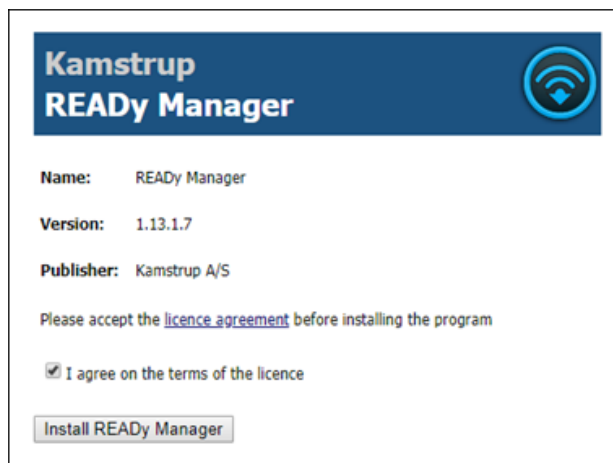 Kamstrup
READy Manager
Name: READy Manager
Version: 1.13.1.7
Publisher: Kamstrup A/S
Please accept the licence agreement before installing the program
I agree on the terms of the licence
Install READy Manager